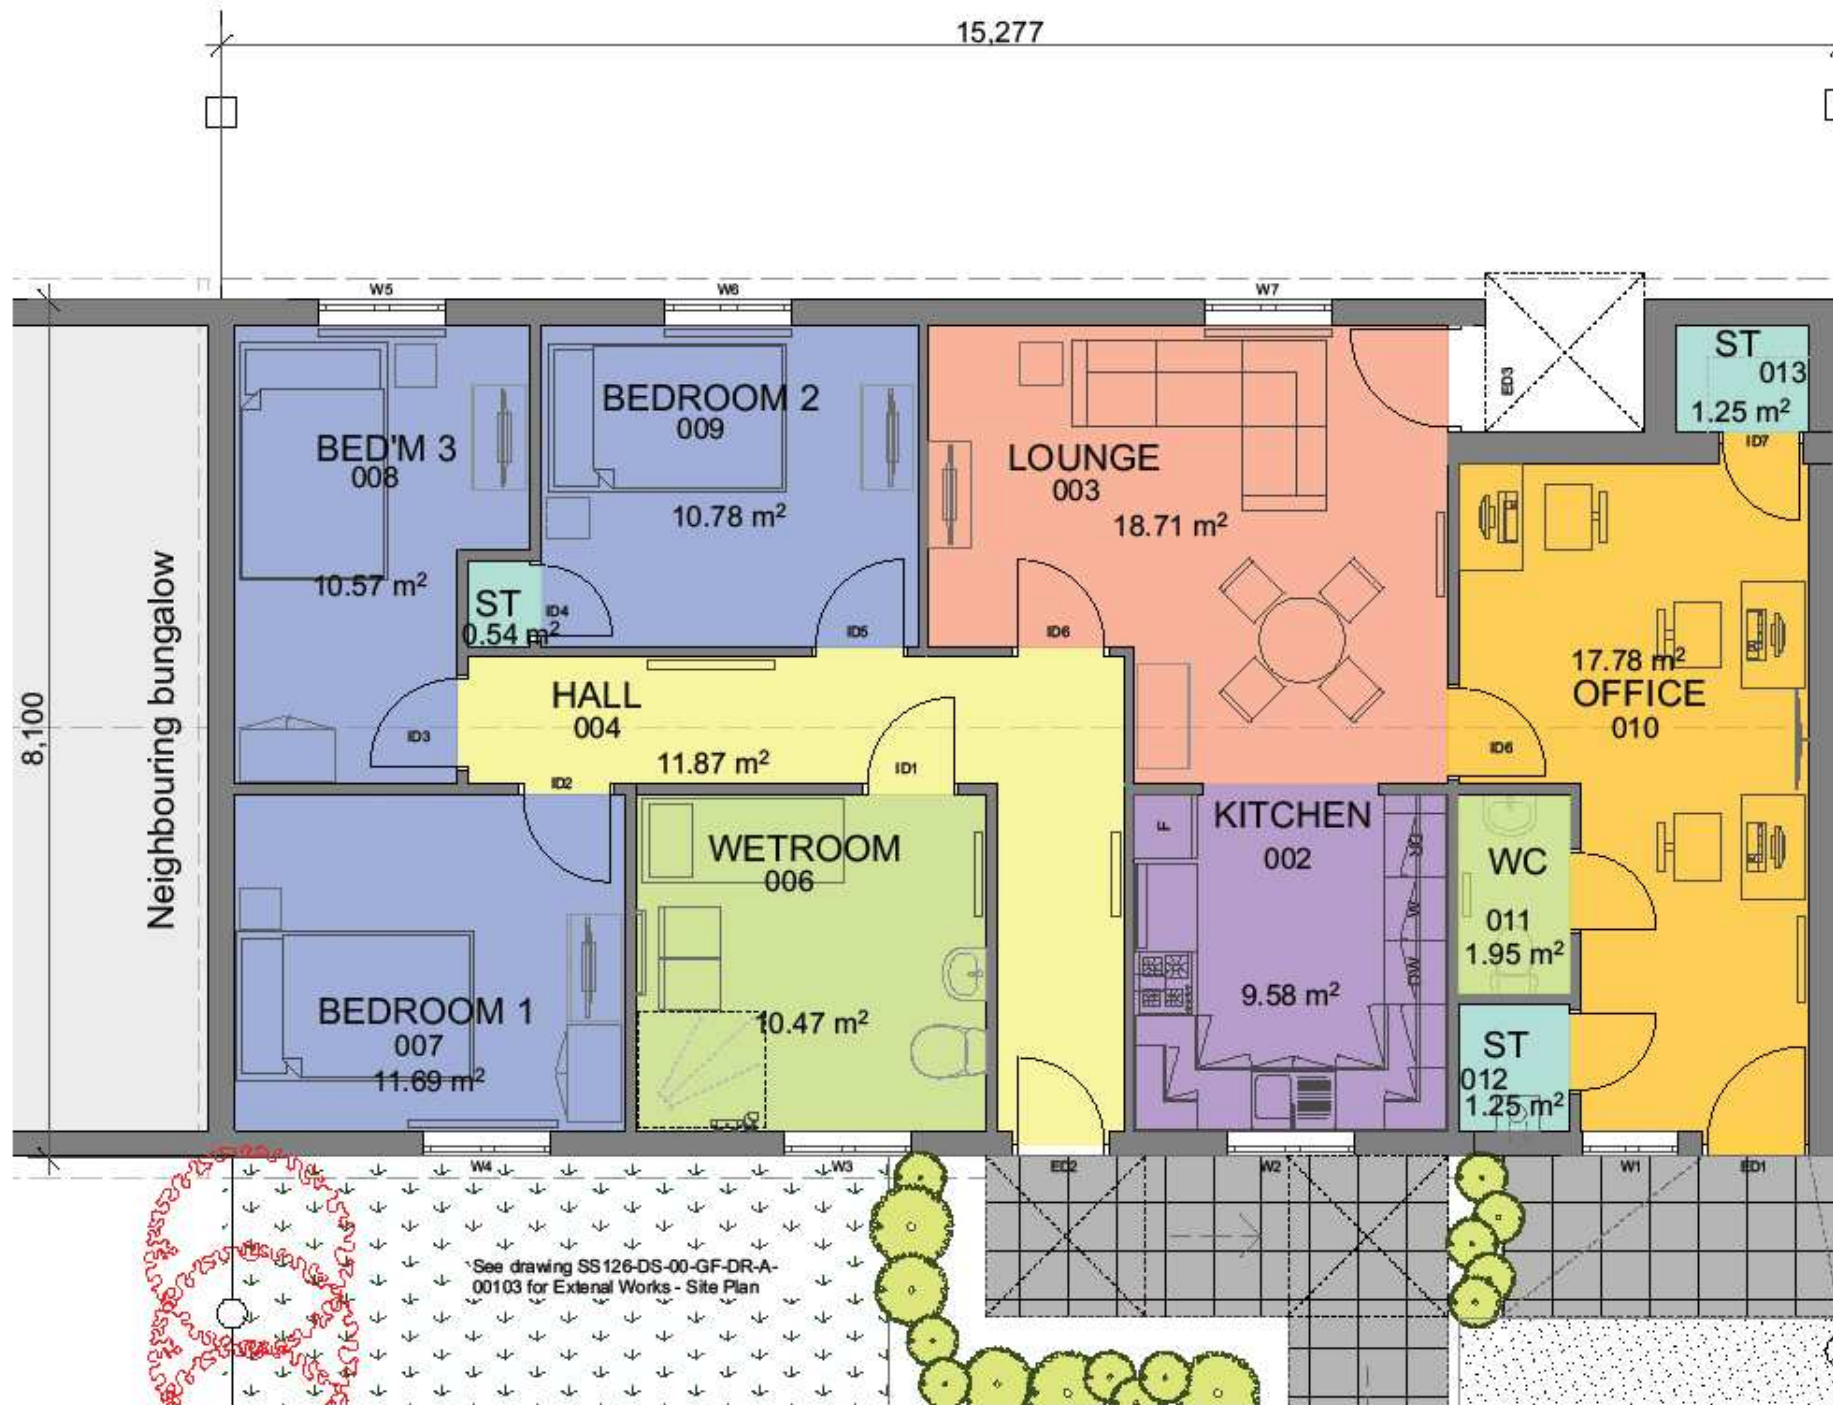 15,277
W5
W6
W7
ED3
ST
013
1.25 m²
ID7
BEDROOM 2
009
10.78 m²
BED'M 3
008
10.57 m²
LOUNGE
003
18.71 m²
ST
0.54 m²
ID4
ID5
ID6
17.78 m²
OFFICE
010
HALL
004
11.87 m²
ID3
ID2
ID1
ID6
8,100
Neighbouring bungalow
F
KITCHEN
002
9.58 m²
DR
W
DW
WETROOM
006
10.47 m²
WC
011
1.95 m²
BEDROOM 1
007
11.69 m²
ST
012
1.25 m²
W4
W3
ED2
W2
W1
ED1
See drawing SS126-DS-00-GF-DR-A-
00103 for Extenal Works - Site Plan